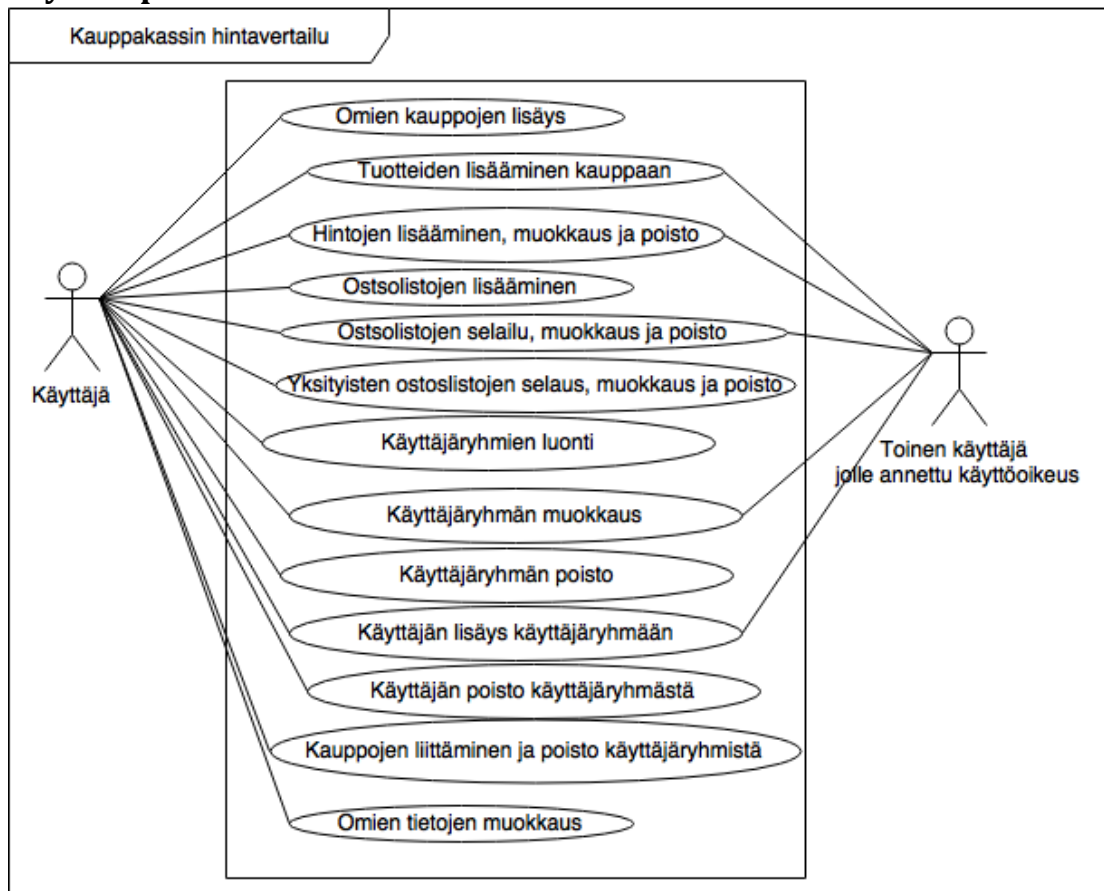 Kauppakassin hintavertailu
Omien kauppojen lisäys
Tuotteiden lisääminen kauppaan
Hintojen lisääminen, muokkaus ja poisto
Ostsolistojen lisääminen
Ostsolistojen selailu, muokkaus ja poisto
Yksityisten ostoslistojen selaus, muokkaus ja poisto
Käyttäjä
Käyttäjäryhmien luonti
Toinen käyttäjä
jolle annettu käyttöoikeus
Käyttäjäryhmän muokkaus
Käyttäjäryhmän poisto
Käyttäjän lisäys käyttäjäryhmään
Käyttäjän poisto käyttäjäryhmästä
Kauppojen liittäminen ja poisto käyttäjäryhmistä
Omien tietojen muokkaus